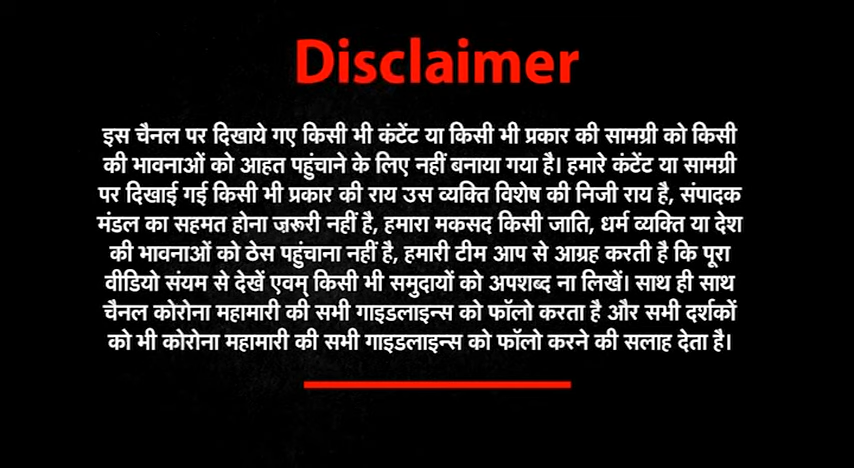 Disclaimer
इस चैनल पर दिखाये गए किसी भी कंटेंट या किसी भी प्रकार की सामग्री को किसी
की भावनाओं को आहत पहुंचाने के लिए नहीं बनाया गया है। हमारे कंटेंट या सामग्री
पर दिखाई गई किसी भी प्रकार की राय उस व्यक्ति विशेष की निजी राय है, संपादक
मंडल का सहमत होना ज़रूरी नहीं है, हमारा मकसद किसी जाति, धर्म व्यक्ति या देश
की भावनाओं को ठेस पहुंचाना नहीं है, हमारी टीम आप से आग्रह करती है कि पूरा
वीडियो संयम से देखें एवम् किसी भी समुदायों को अपशब्द ना लिखें। साथ ही साथ
चैनल कोरोना महामारी की सभी गाइडलाइन्स को फॉलो करता है और सभी दर्शकों
को भी कोरोना महामारी की सभी गाइडलाइन्स को फॉलो करने की सलाह देता है।